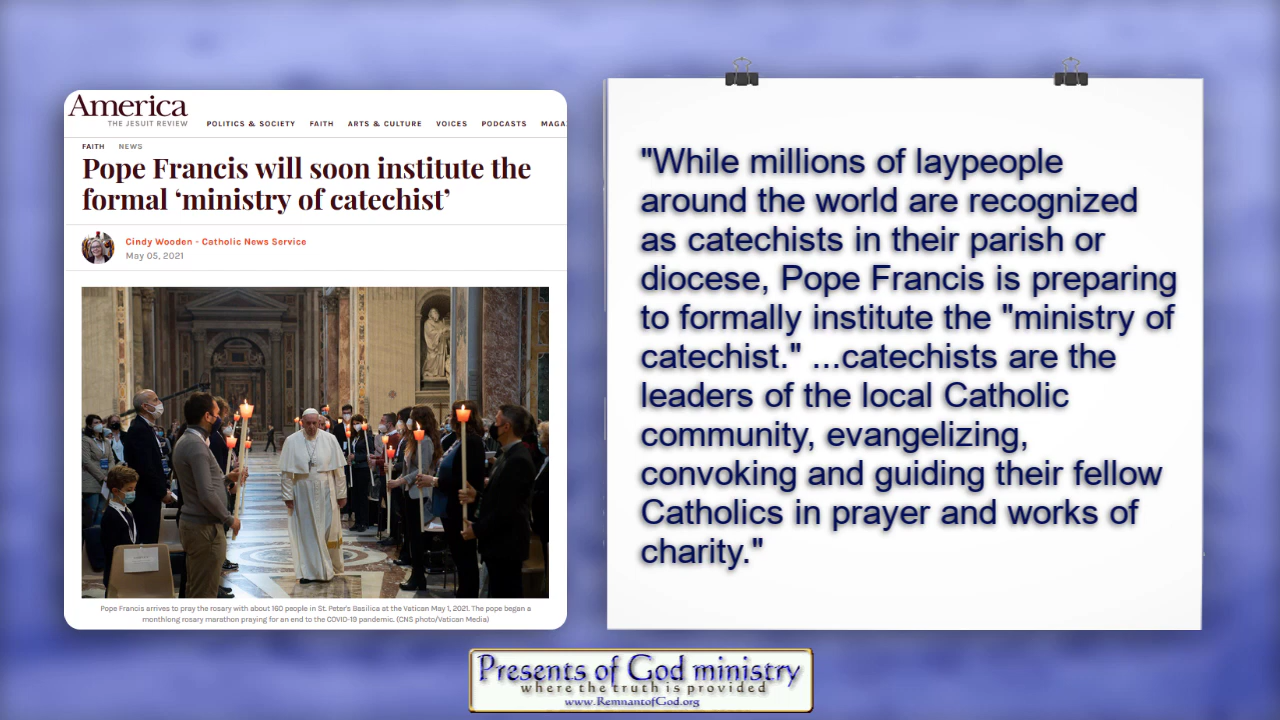 America
THE JESUIT REVIEW
POLITICS & SOCIETY FAITH ARTS & CULTURE VOICES PODCASTS MAGA
FAITH NEWS
Pope Francis will soon institute the
formal ‘ministry of catechist’
Cindy Wooden - Catholic News Service
May 05, 2021
Pope Francis arrives to pray the rosary with about 160 people in St. Peter's Basilica at the Vatican May 1, 2021. The pope began a
monthlong rosary marathon praying for an end to the COVID-19 pandemic. (CNS photo/Vatican Media)
"While millions of laypeople
around the world are recognized
as catechists in their parish or
diocese, Pope Francis is preparing
to formally institute the "ministry of
catechist." ...catechists are the
leaders of the local Catholic
community, evangelizing,
convoking and guiding their fellow
Catholics in prayer and works of
charity."
Presents of God ministry
where the truth is provided
www.RemnantofGod.org